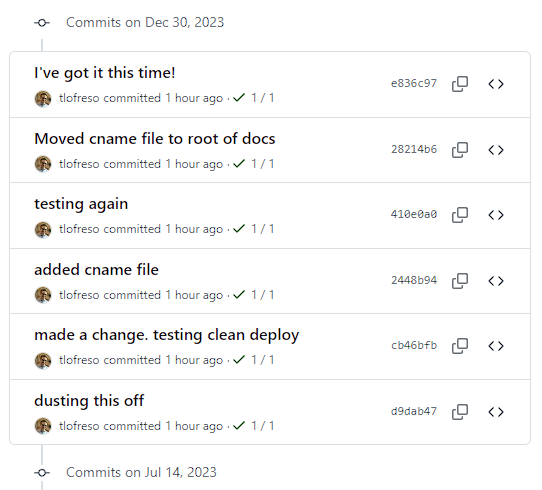 Commits on Dec 30, 2023
I've got it this time!
tlofreso committed 1 hour ago · ✓ 1 / 1
e836c97
Moved cname file to root of docs
tlofreso committed 1 hour ago · ✓ 1 / 1
28214b6
testing again
tlofreso committed 1 hour ago · ✓ 1 / 1
410e0a0
added cname file
tlofreso committed 1 hour ago · ✓ 1 / 1
2448b94
made a change. testing clean deploy
tlofreso committed 1 hour ago · ✓ 1 / 1
cb46bfb
dusting this off
tlofreso committed 1 hour ago · ✓ 1 / 1
d9dab47
Commits on Jul 14, 2023